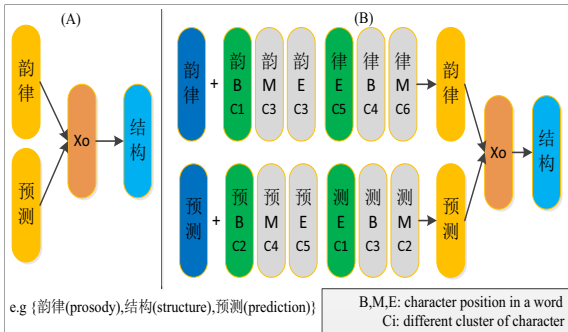 (A)
韵律
预测
Xo
结构
(B)
韵律 + 韵 B C1 韵 M C3 韵 E C3 律 E C5 律 B C4 律 M C6 韵律
预测 + 预 B C2 预 M C4 预 E C5 测 E C1 测 B C3 测 M C2 预测
Xo
结构
e.g {韵律(prosody),结构(structure),预测(prediction)}
B,M,E: character position in a word
Ci: different cluster of character